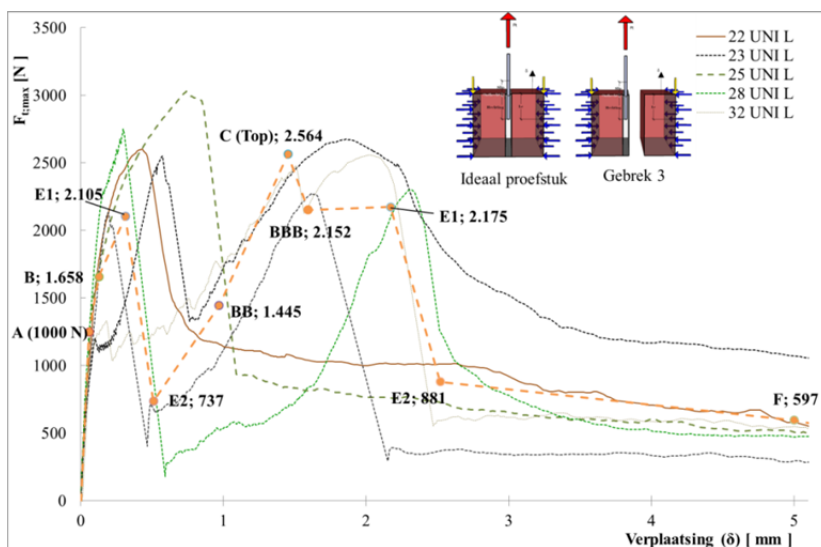 3500
3000
2500
2000
1500
1000
500
0
F t;max [N]
22 UNI L
23 UNI L
25 UNI L
28 UNI L
32 UNI L
Ideaal proefstuk
Gebrek 3
C (Top); 2.564
E1; 2.105
BBB; 2.152
E1; 2.175
B; 1.658
BB; 1.445
A (1000 N)
E2; 737
E2; 881
F; 597
0 1 2 3 4 5
Verplaatsing (δ) [ mm ]